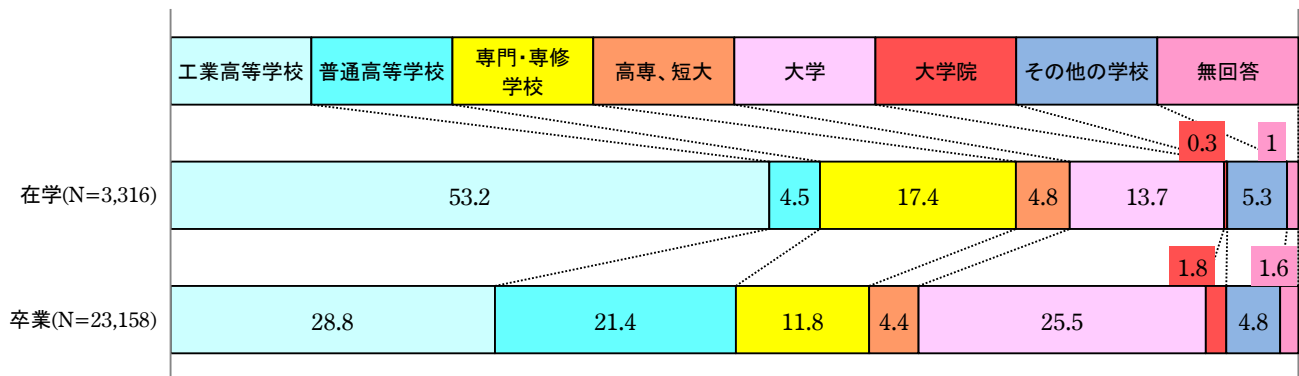 工業高等学校 普通高等学校 専門・専修 高専、短大 大学 大学院 その他の学校 無回答
学校
0.3 1
在学(N=3,316) 53.2 4.5 17.4 4.8 13.7 5.3
1.8 1.6
卒業(N=23,158) 28.8 21.4 11.8 4.4 25.5 4.8